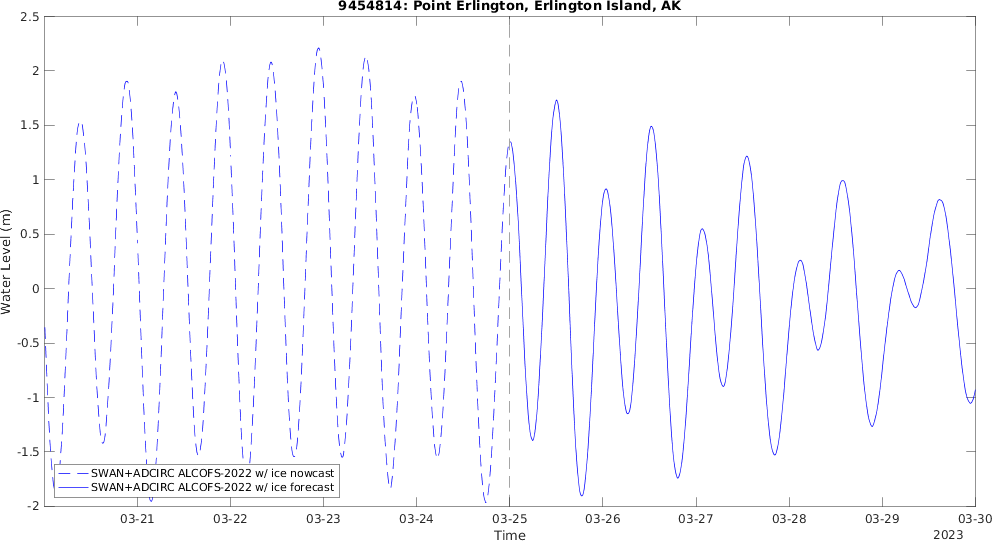 9454814: Point Erlington, Erlington Island, AK
2.5
2
1.5
1
0.5
0
-0.5
-1
-1.5
-2
Water Level (m)
SWAN+ADCIRC ALCOFS-2022 w/ ice nowcast
SWAN+ADCIRC ALCOFS-2022 w/ ice forecast
03-21 03-22 03-23 03-24 03-25 03-26 03-27 03-28 03-29 03-30
Time
2023